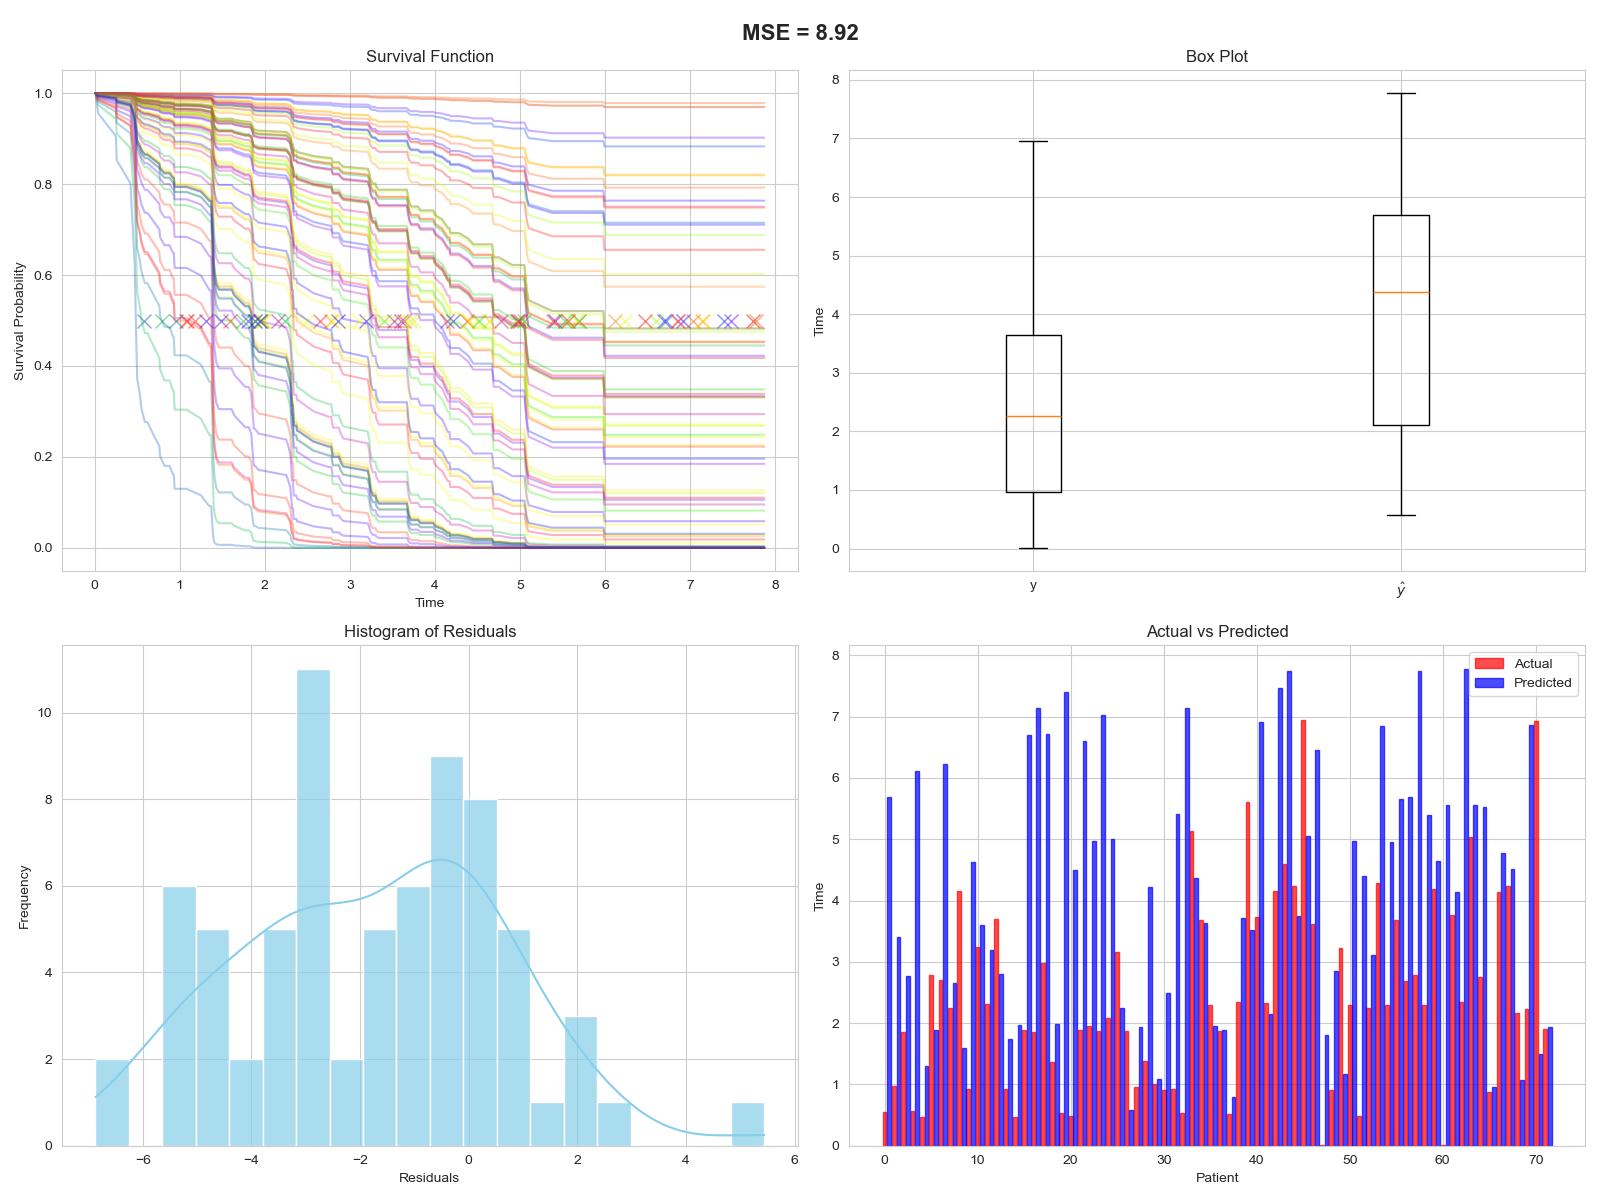 MSE = 8.92
Survival Function
Survival Probability
1.0
0.8
0.6
0.4
0.2
0.0
0 1 2 3 4 5 6 7 8
Time
Box Plot
Time
8
7
6
5
4
3
2
1
0
y ŷ
Histogram of Residuals
Frequency
10
8
6
4
2
0
−6 −4 −2 0 2 4 6
Residuals
Actual vs Predicted
Actual
Predicted
Time
8
7
6
5
4
3
2
1
0
0 10 20 30 40 50 60 70
Patient